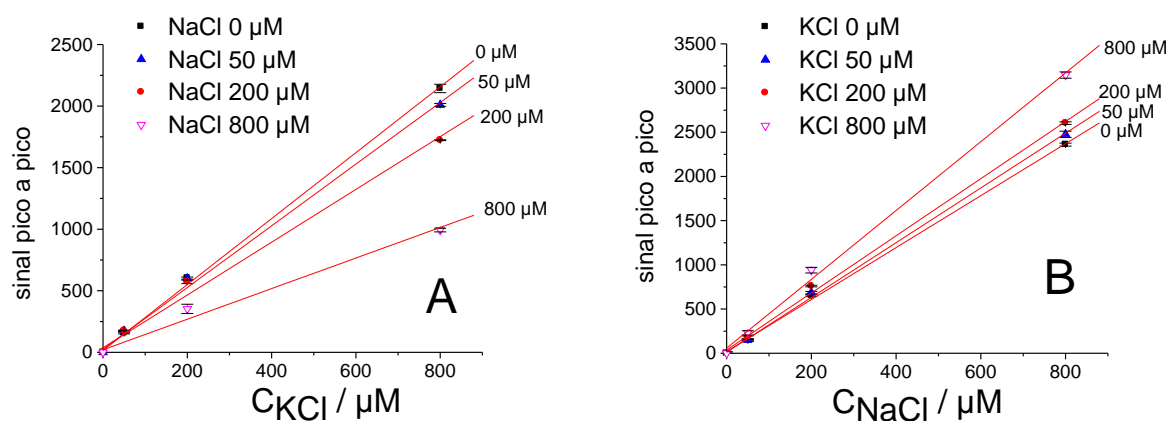 NaCl 0 µM
NaCl 50 µM
NaCl 200 µM
NaCl 800 µM
0 µM
50 µM
200 µM
800 µM
2500
2000
1500
1000
500
0
0 200 400 600 800
sinal pico a pico
C_KCl / µM
A
KCl 0 µM
KCl 50 µM
KCl 200 µM
KCl 800 µM
800 µM
200 µM
50 µM
0 µM
3500
3000
2500
2000
1500
1000
500
0
0 200 400 600 800
sinal pico a pico
C_NaCl / µM
B